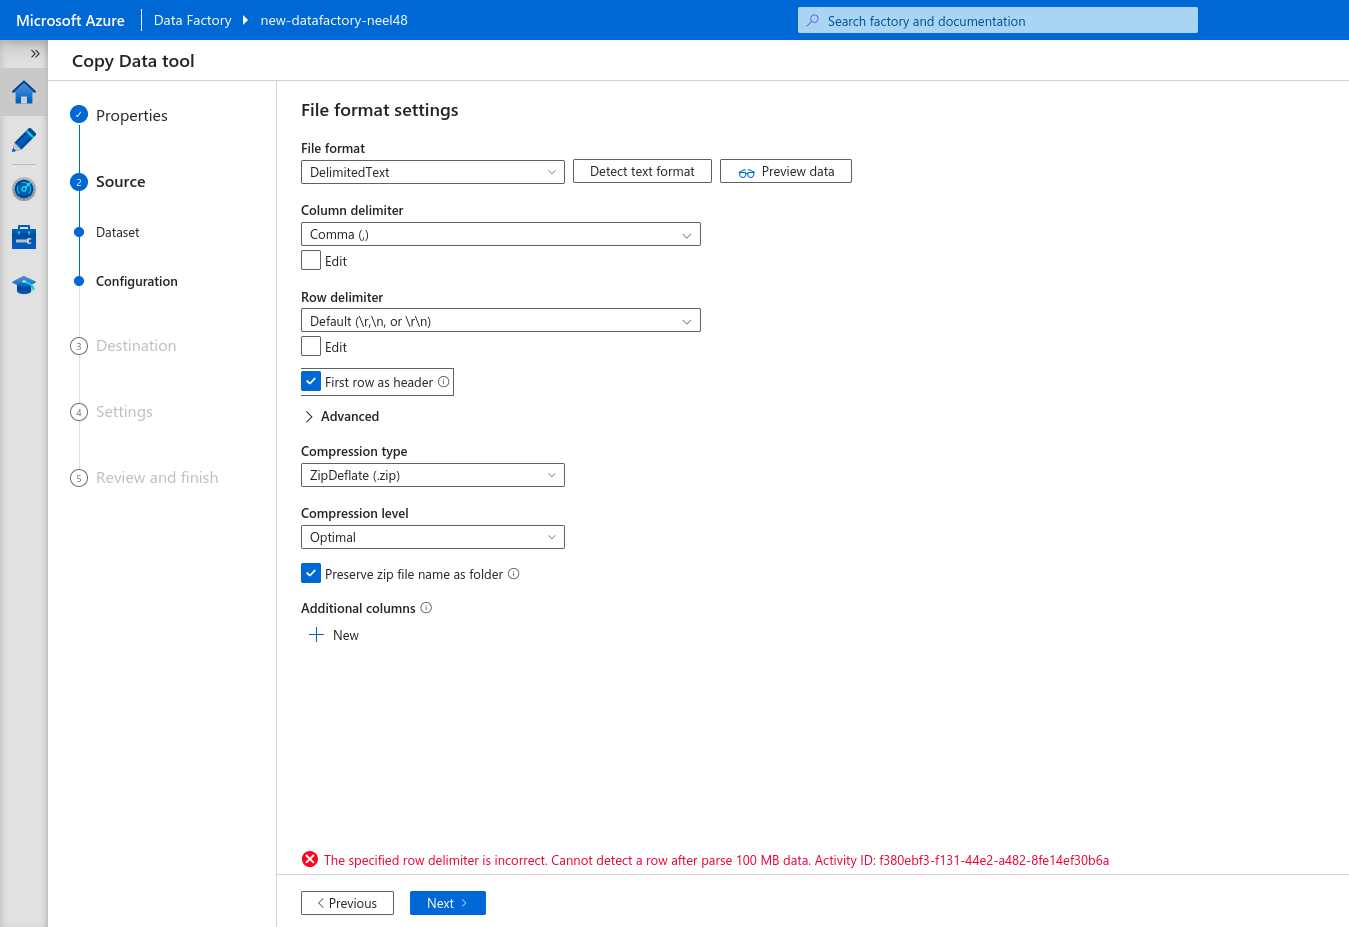 Microsoft Azure
Data Factory
new-datafactory-neel48
Search factory and documentation
Copy Data tool
Properties
2 Source
Dataset
Configuration
3 Destination
4 Settings
5 Review and finish
File format settings
File format
DelimitedText
Detect text format
Preview data
Column delimiter
Comma (,)
Edit
Row delimiter
Default (\r,\n, or \r\n)
Edit
First row as header
Advanced
Compression type
ZipDeflate (.zip)
Compression level
Optimal
Preserve zip file name as folder
Additional columns
New
The specified row delimiter is incorrect. Cannot detect a row after parse 100 MB data. Activity ID: f380ebf3-f131-44e2-a482-8fe14ef30b6a
Previous
Next